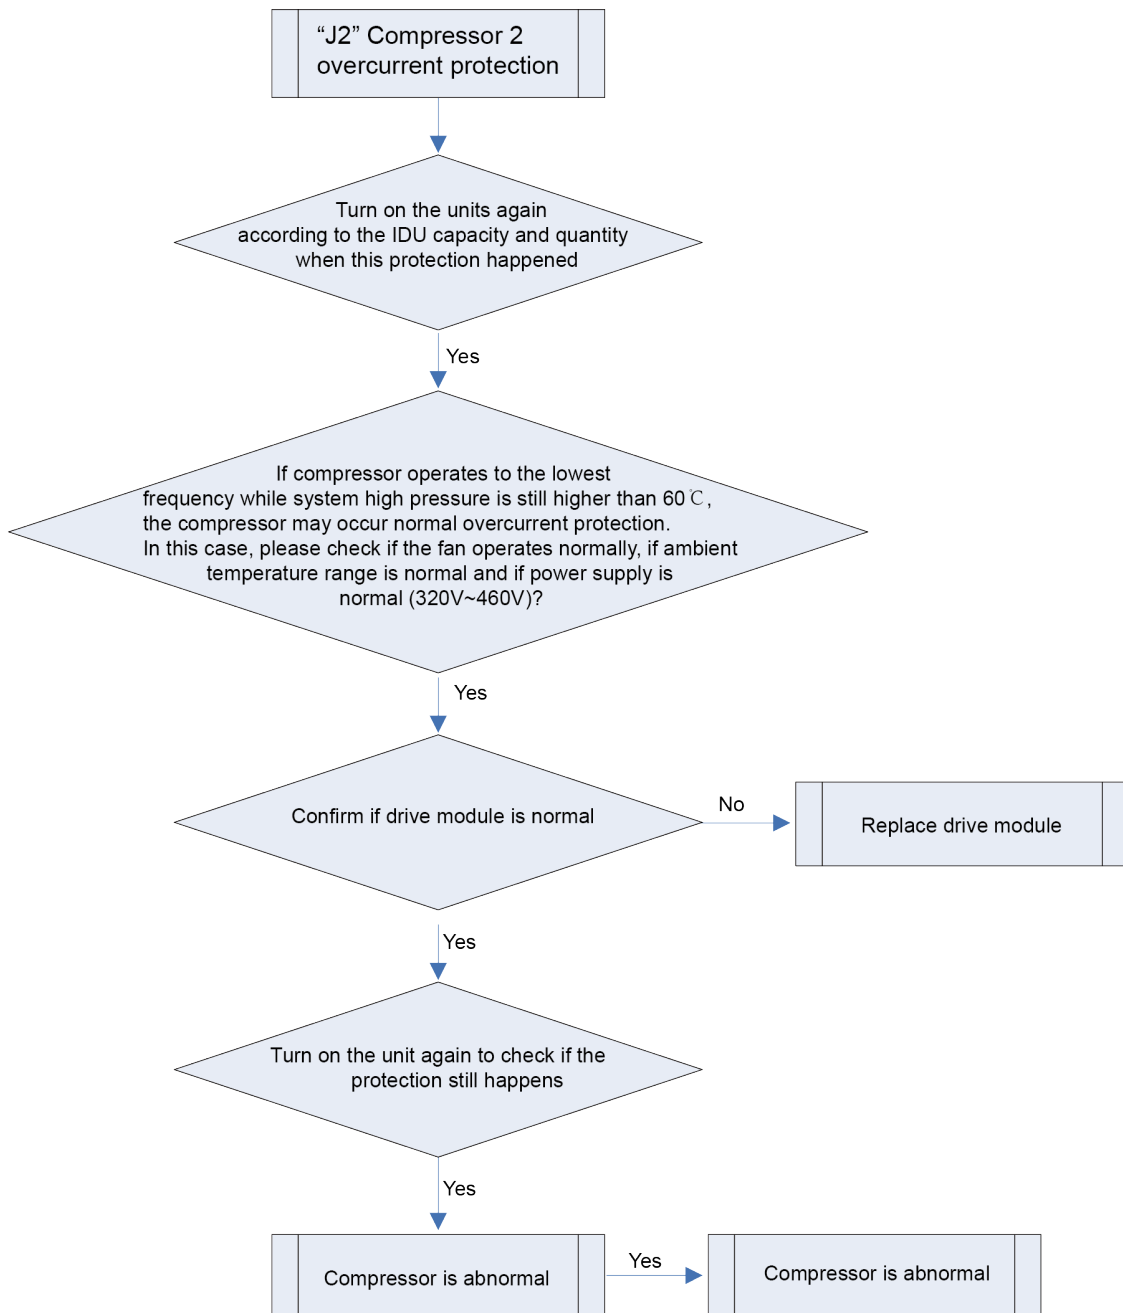 “J2” Compressor 2
overcurrent protection
Turn on the units again
according to the IDU capacity and quantity
when this protection happened
Yes
If compressor operates to the lowest
frequency while system high pressure is still higher than 60℃,
the compressor may occur normal overcurrent protection.
In this case, please check if the fan operates normally, if ambient
temperature range is normal and if power supply is
normal (320V~460V)?
Yes
Confirm if drive module is normal
No
Replace drive module
Yes
Turn on the unit again to check if the
protection still happens
Yes
Compressor is abnormal
Yes
Compressor is abnormal